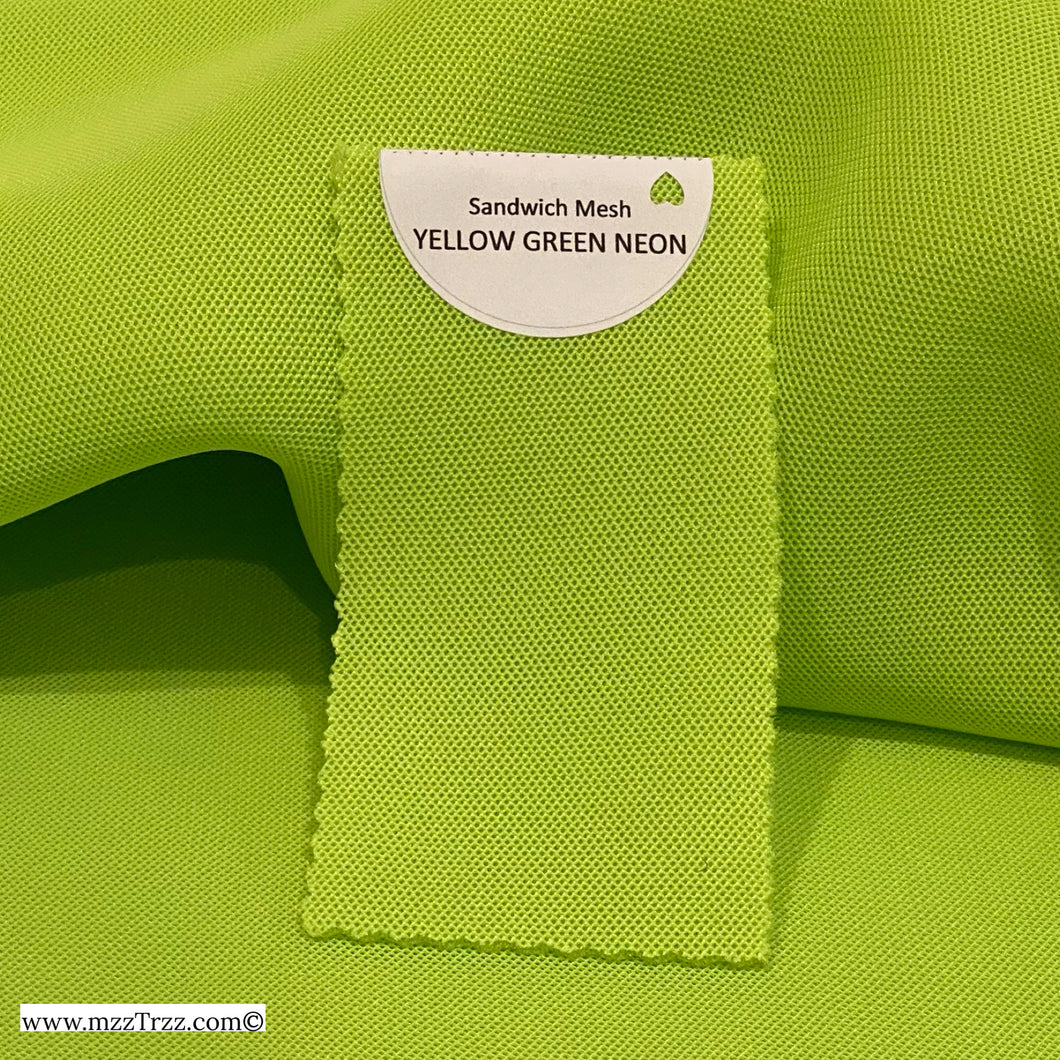 Sandwich Mesh
YELLOW GREEN NEON
www.mzzTrzz.com©